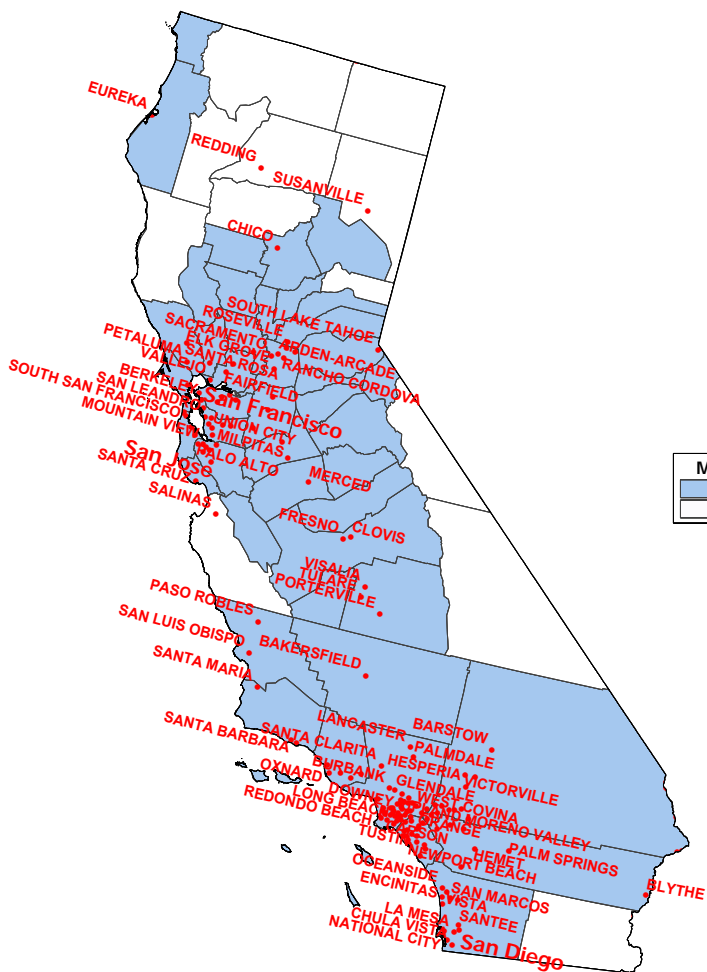 EUREKA
REDDING
SUSANVILLE
CHICO
SOUTH LAKE TAHOE
ROSEVILLE
SACRAMENTO
ARDEN-ARCADE
ELK GROVE
RANCHO CORDOVA
PETALUMA
SANTA ROSA
VALLEJO
FAIRFIELD
BERKELEY
SAN LEANDRO
San Francisco
SOUTH SAN FRANCISCO
UNION CITY
MOUNTAIN VIEW
MILPITAS
San Jose
PALO ALTO
SANTA CRUZ
MERCED
SALINAS
FRESNO
CLOVIS
VISALIA
TULARE
PORTERVILLE
PASO ROBLES
SAN LUIS OBISPO
BAKERSFIELD
SANTA MARIA
LANCASTER
BARSTOW
SANTA BARBARA
SANTA CLARITA
PALMDALE
HESPERIA
VICTORVILLE
OXNARD
BURBANK
GLENDALE
DOWNEY
WEST COVINA
LONG BEACH
MORENO VALLEY
REDONDO BEACH
ORANGE
TUSTIN
NEWPORT BEACH
HEMET
PALM SPRINGS
BLYTHE
OCEANSIDE
ENCINITAS
SAN MARCOS
VISTA
LA MESA
SANTEE
CHULA VISTA
NATIONAL CITY
San Diego
M